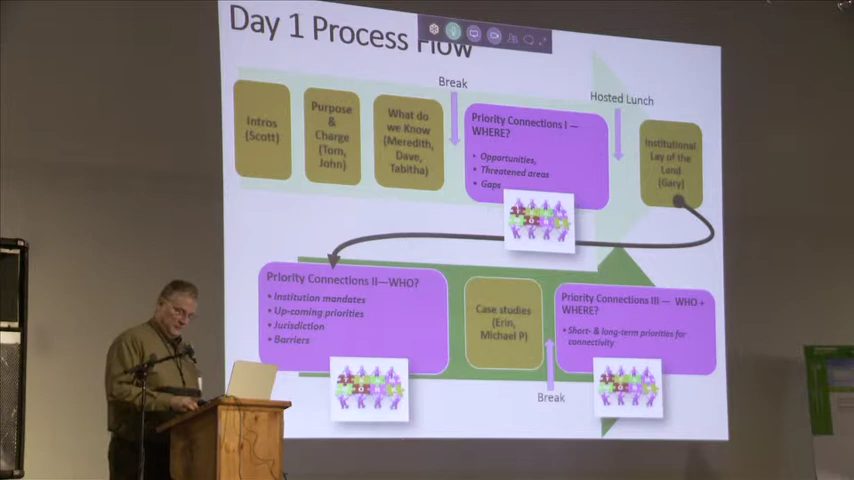 Day 1 Process Flow
Break
Hosted Lunch
Intros
(Scott)
Purpose
&
Charge
(Tom,
John)
What do
we Know
(Meredith,
Dave,
Tabitha)
Priority Connections I —
WHERE?
• Opportunities,
• Threatened areas
• Gaps
Institutional
Lay of the
Land
(Gary)
Priority Connections II—WHO?
• Institution mandates
• Up-coming priorities
• Jurisdiction
• Barriers
Case studies
(Erin,
Michael P)
Priority Connections III — WHO +
WHERE?
• Short- & long-term priorities for
connectivity
Break